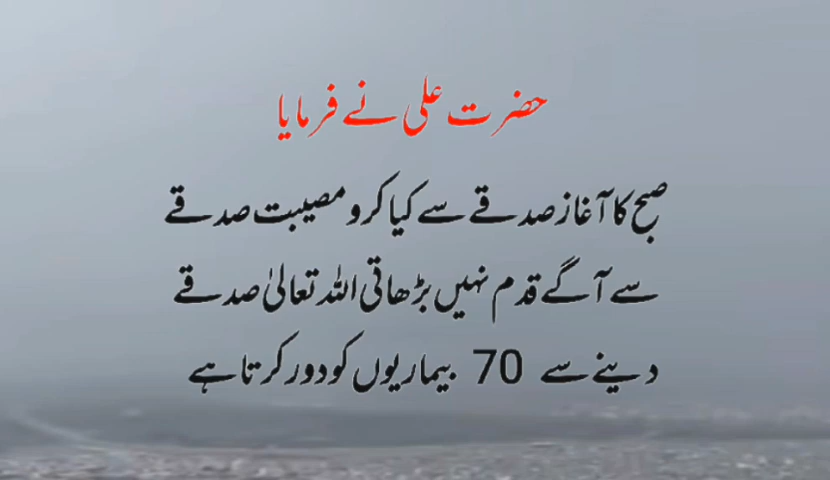 حضرت علی نے فرمایا
صبح کا آغاز صدقے سے کیا کرو مصیبت صدقے
سے آگے قدم نہیں بڑھاتی اللہ تعالیٰ صدقے
دینے سے 70 بیماریوں کو دور کرتا ہے